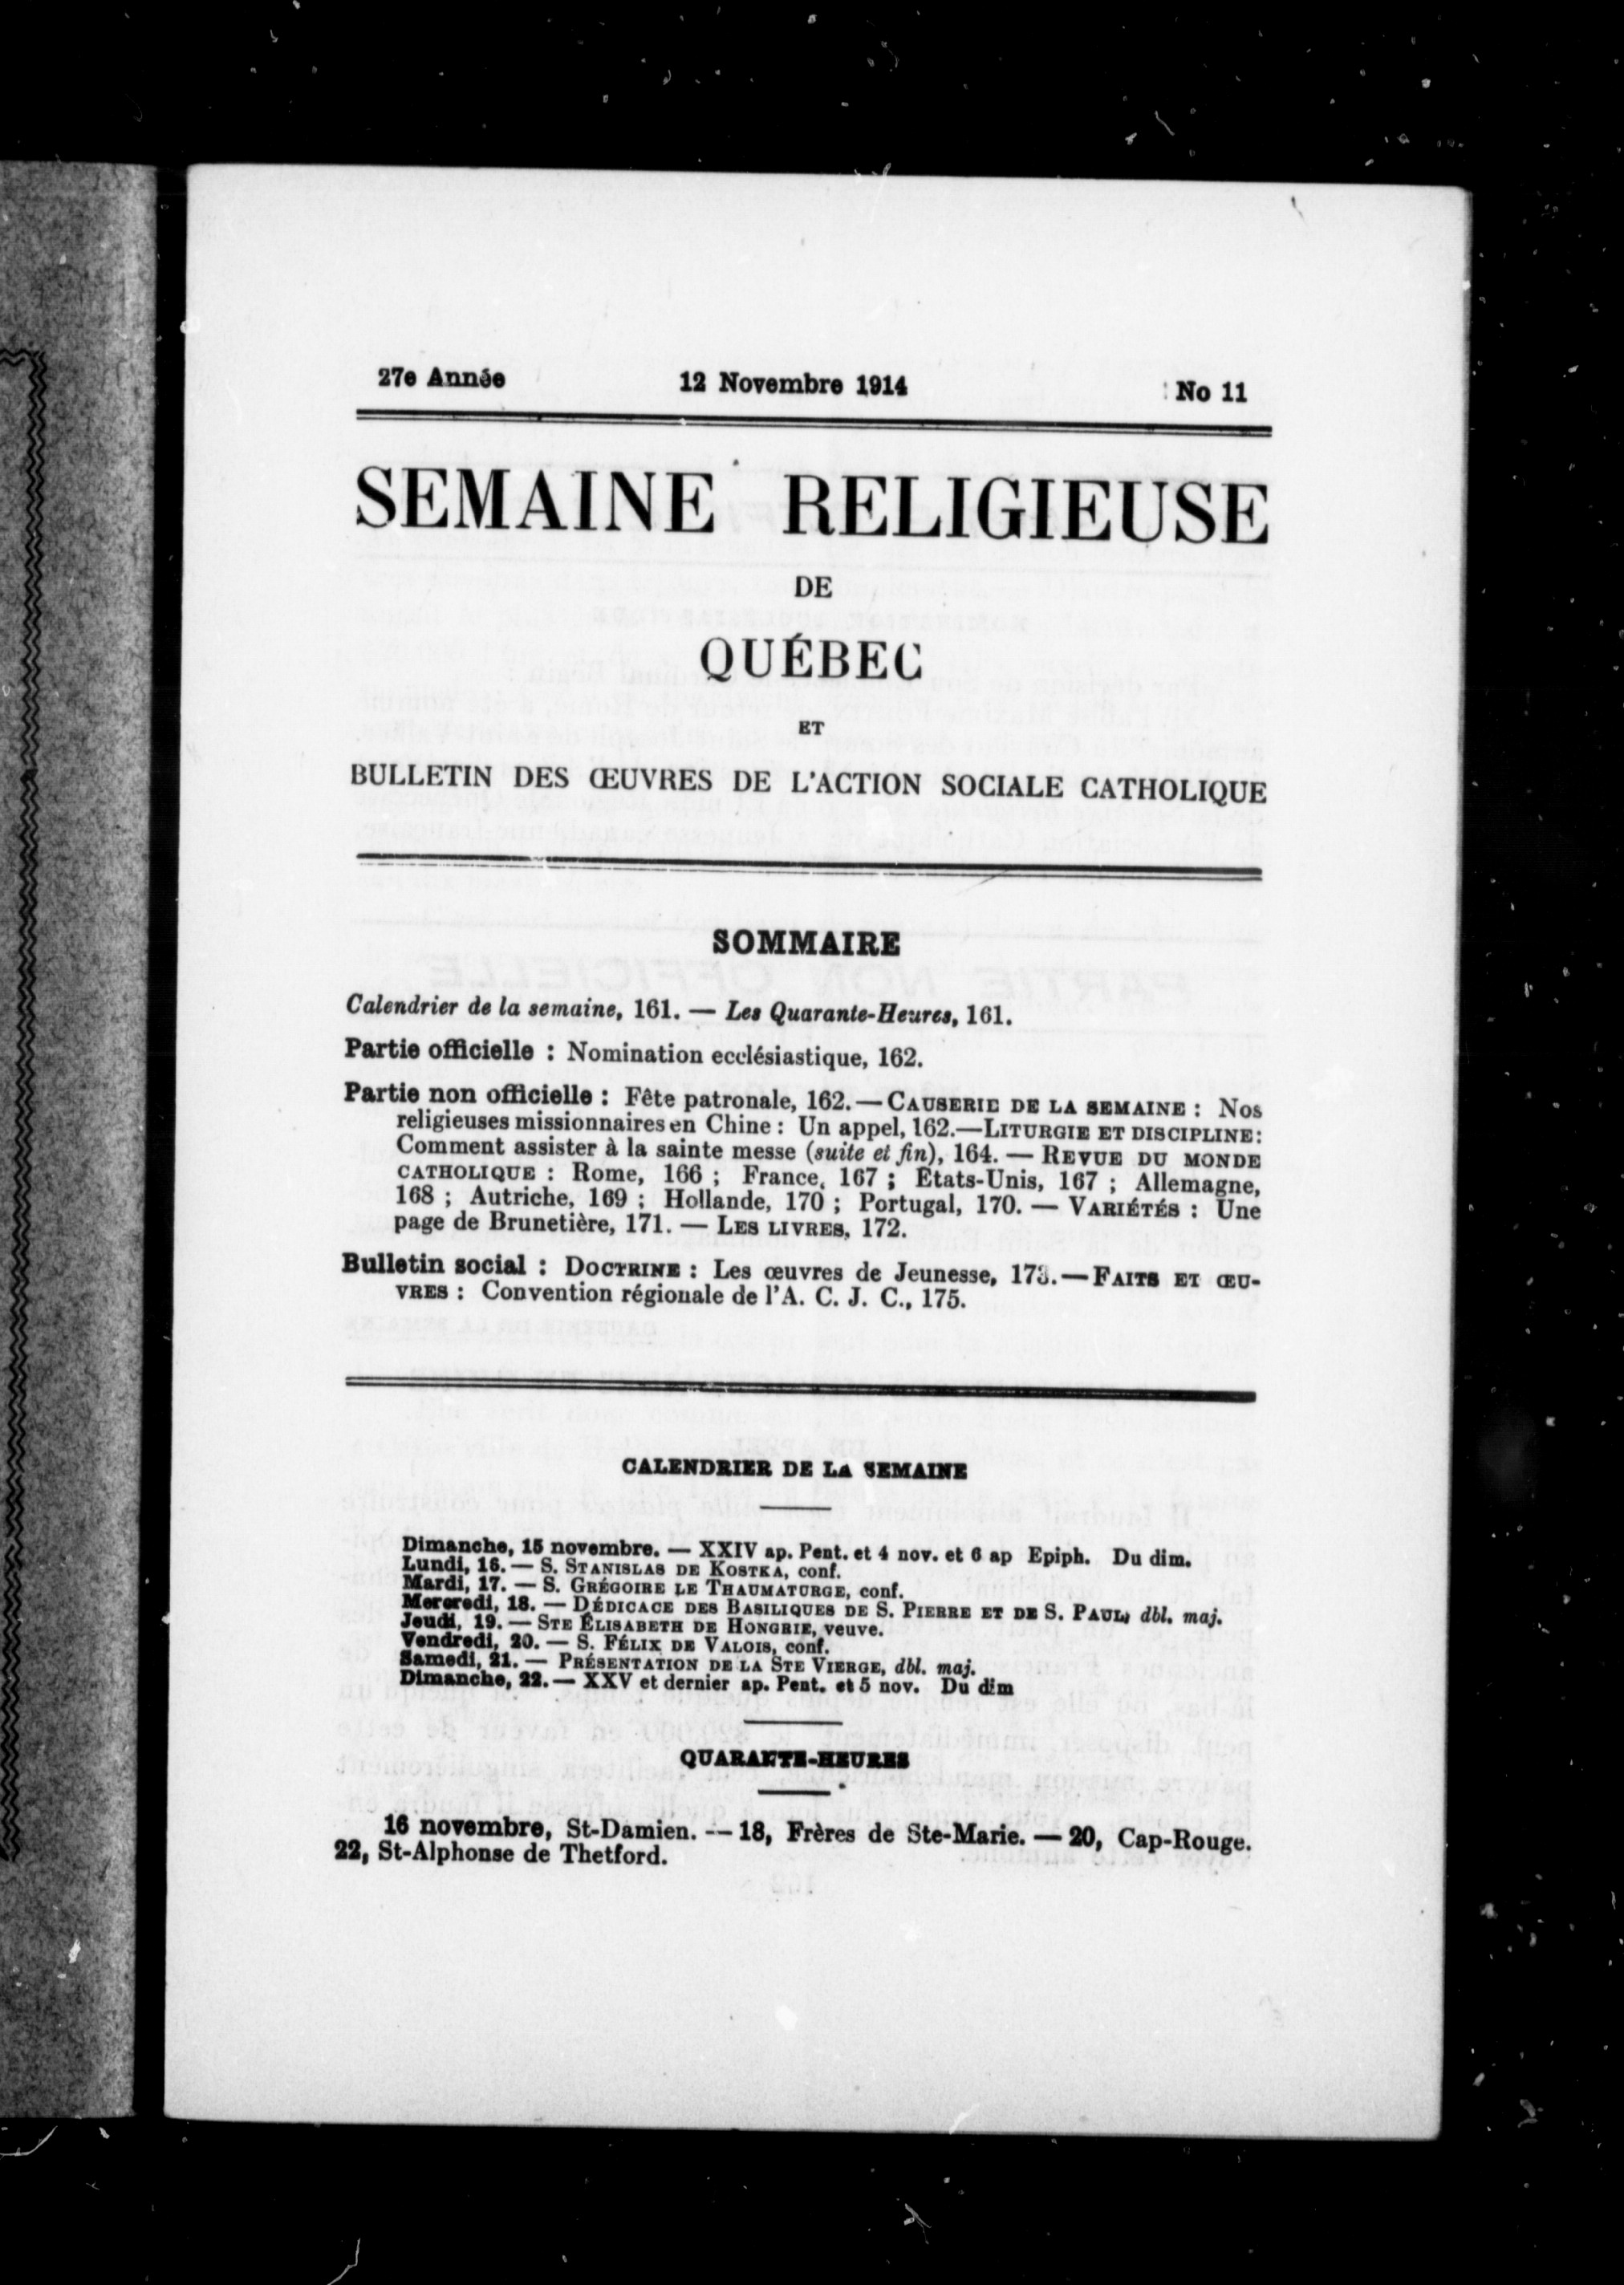 27e Année 12 Novembre 1914 No 11
SEMAINE RELIGIEUSE
DE
QUÉBEC
ET
BULLETIN DES ŒUVRES DE L'ACTION SOCIALE CATHOLIQUE
SOMMAIRE
Calendrier de la semaine, 161. — Les Quarante-Heures, 161.
Partie officielle : Nomination ecclésiastique, 162.
Partie non officielle : Fête patronale, 162. — CAUSERIE DE LA SEMAINE : Nos
religieuses missionnaires en Chine : Un appel, 162.—LITURGIE ET DISCIPLINE:
Comment assister à la sainte messe (suite et fin), 164. — REVUE DU MONDE
CATHOLIQUE : Rome, 166 ; France, 167 ; Etats-Unis, 167 ; Allemagne,
168 ; Autriche, 169 ; Hollande, 170 ; Portugal, 170. — VARIÉTÉS : Une
page de Brunetière, 171. — LES LIVRES, 172.
Bulletin social : DOCTRINE : Les œuvres de Jeunesse, 173.—FAITS ET ŒU-
VRES : Convention régionale de l'A. C. J. C., 175.
CALENDRIER DE LA SEMAINE
Dimanche, 15 novembre. — XXIV ap. Pent. et 4 nov. et 6 ap Epiph. Du dim.
Lundi, 16. — S. STANISLAS DE KOSTKA, conf.
Mardi, 17. — S. GRÉGOIRE LE THAUMATURGE, conf.
Mercredi, 18. — DÉDICACE DES BASILIQUES DE S. PIERRE ET DE S. PAUL, dbl. maj.
Jeudi, 19. — STE ÉLISABETH DE HONGRIE, veuve.
Vendredi, 20. — S. FÉLIX DE VALOIS, conf.
Samedi, 21. — PRÉSENTATION DE LA STE VIERGE, dbl. maj.
Dimanche, 22. — XXV et dernier ap. Pent. et 5 nov. Du dim
QUARANTE-HEURES
16 novembre, St-Damien. — 18, Frères de Ste-Marie. — 20, Cap-Rouge.
22, St-Alphonse de Thetford.